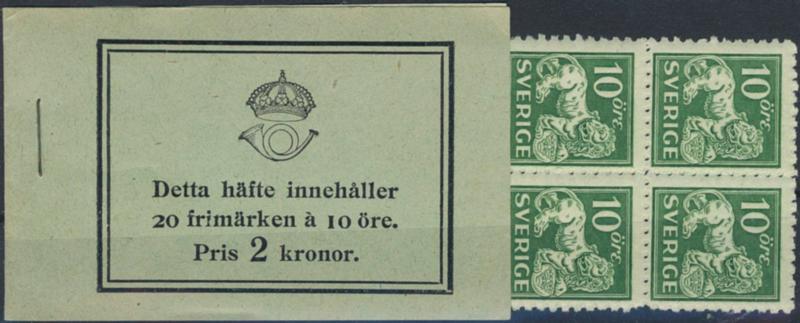 Detta häfte innehåller
20 frimärken à 10 öre.
Pris 2 kronor.
10 öre
SVERIGE
10 öre
SVERIGE
10 öre
SVERIGE
10 öre
SVERIGE